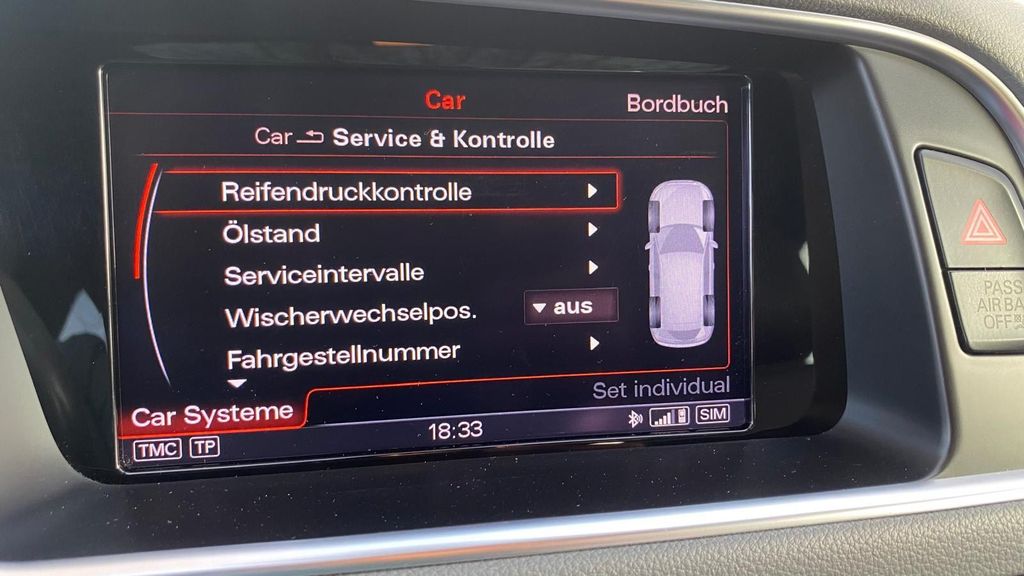 Car
Bordbuch
Car Service & Kontrolle
Reifendruckkontrolle
Ölstand
Serviceintervalle
Wischerwechselpos.
aus
Fahrgestellnummer
Set individual
Car Systeme
TMC TP
18:33
SIM
PASS
AIR BA
OFF